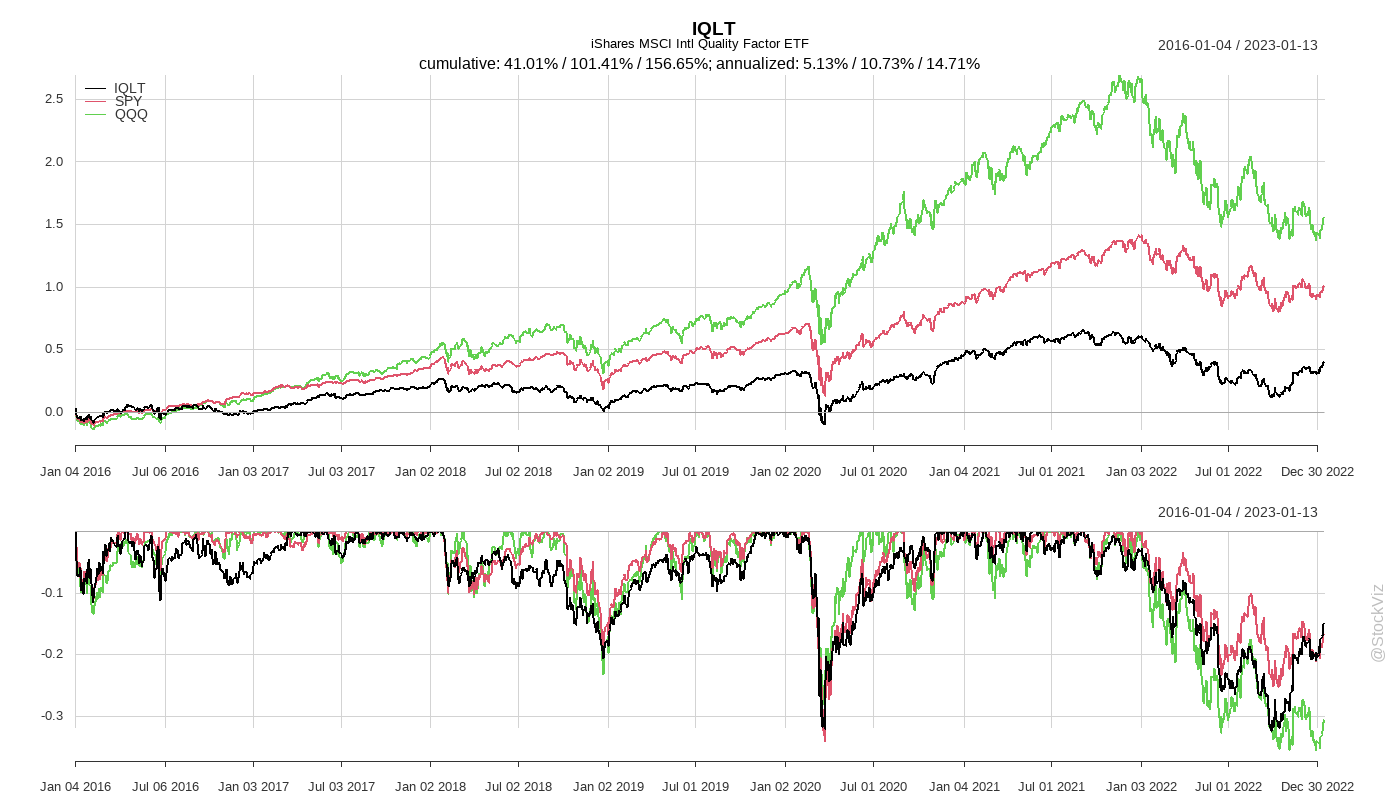 IQLT
iShares MSCI Intl Quality Factor ETF
2016-01-04 / 2023-01-13
cumulative: 41.01% / 101.41% / 156.65%; annualized: 5.13% / 10.73% / 14.71%
IQLT
SPY
QQQ
2.5
2.0
1.5
1.0
0.5
0.0
Jan 04 2016 Jul 06 2016 Jan 03 2017 Jul 03 2017 Jan 02 2018 Jul 02 2018 Jan 02 2019 Jul 01 2019 Jan 02 2020 Jul 01 2020 Jan 04 2021 Jul 01 2021 Jan 03 2022 Jul 01 2022 Dec 30 2022
2016-01-04 / 2023-01-13
-0.1
-0.2
-0.3
Jan 04 2016 Jul 06 2016 Jan 03 2017 Jul 03 2017 Jan 02 2018 Jul 02 2018 Jan 02 2019 Jul 01 2019 Jan 02 2020 Jul 01 2020 Jan 04 2021 Jul 01 2021 Jan 03 2022 Jul 01 2022 Dec 30 2022
@StockViz